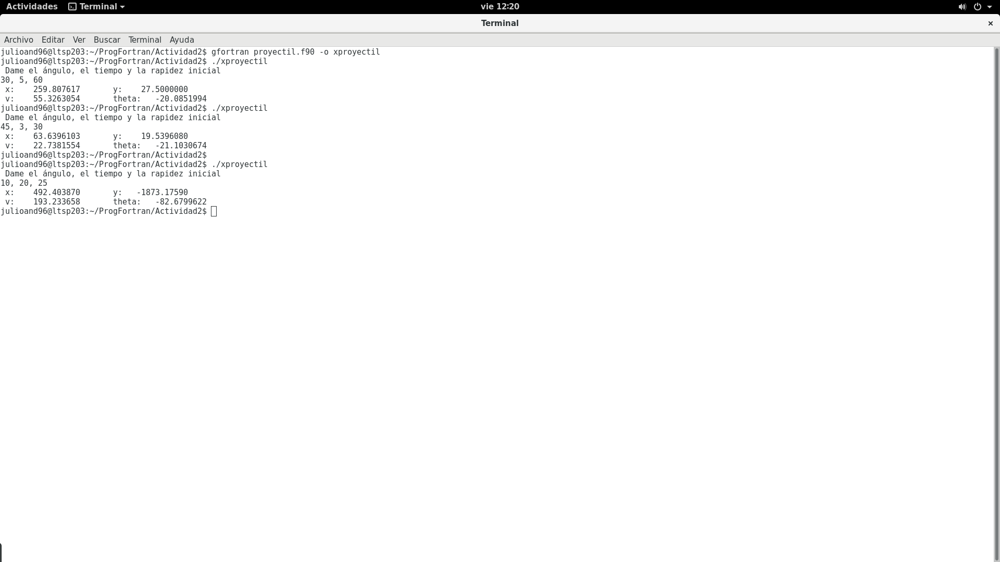 Actividades Terminal vie 12:20
Terminal ×
Archivo Editar Ver Buscar Terminal Ayuda
julioand96@ltsp203:~/ProgFortran/Actividad2$ gfortran proyectil.f90 -o xproyectil
julioand96@ltsp203:~/ProgFortran/Actividad2$ ./xproyectil
Dame el ángulo, el tiempo y la rapidez inicial
30, 5, 60
x: 259.807617 y: 27.5000000
v: 55.3263054 theta: -20.0851994
julioand96@ltsp203:~/ProgFortran/Actividad2$ ./xproyectil
Dame el ángulo, el tiempo y la rapidez inicial
45, 3, 30
x: 63.6396103 y: 19.5396080
v: 22.7381554 theta: -21.1030674
julioand96@ltsp203:~/ProgFortran/Actividad2$
julioand96@ltsp203:~/ProgFortran/Actividad2$ ./xproyectil
Dame el ángulo, el tiempo y la rapidez inicial
10, 20, 25
x: 492.403870 y: -1873.17590
v: 193.233658 theta: -82.6799622
julioand96@ltsp203:~/ProgFortran/Actividad2$